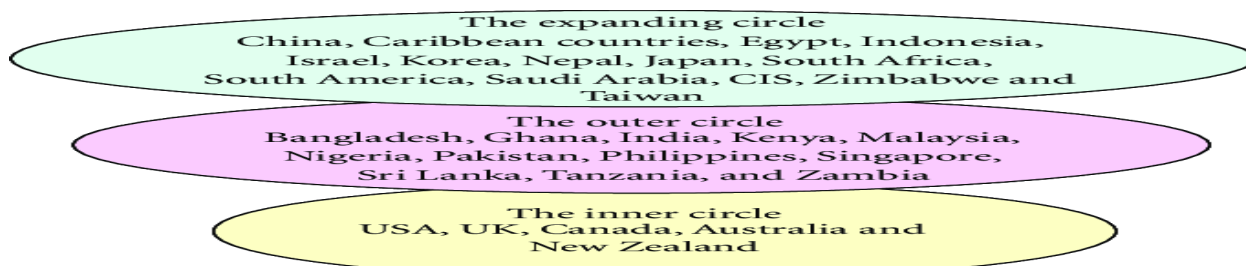 The expanding circle
China, Caribbean countries, Egypt, Indonesia,
Israel, Korea, Nepal, Japan, South Africa,
South America, Saudi Arabia, CIS, Zimbabwe and
Taiwan
The outer circle
Bangladesh, Ghana, India, Kenya, Malaysia,
Nigeria, Pakistan, Philippines, Singapore,
Sri Lanka, Tanzania, and Zambia
The inner circle
USA, UK, Canada, Australia and
New Zealand